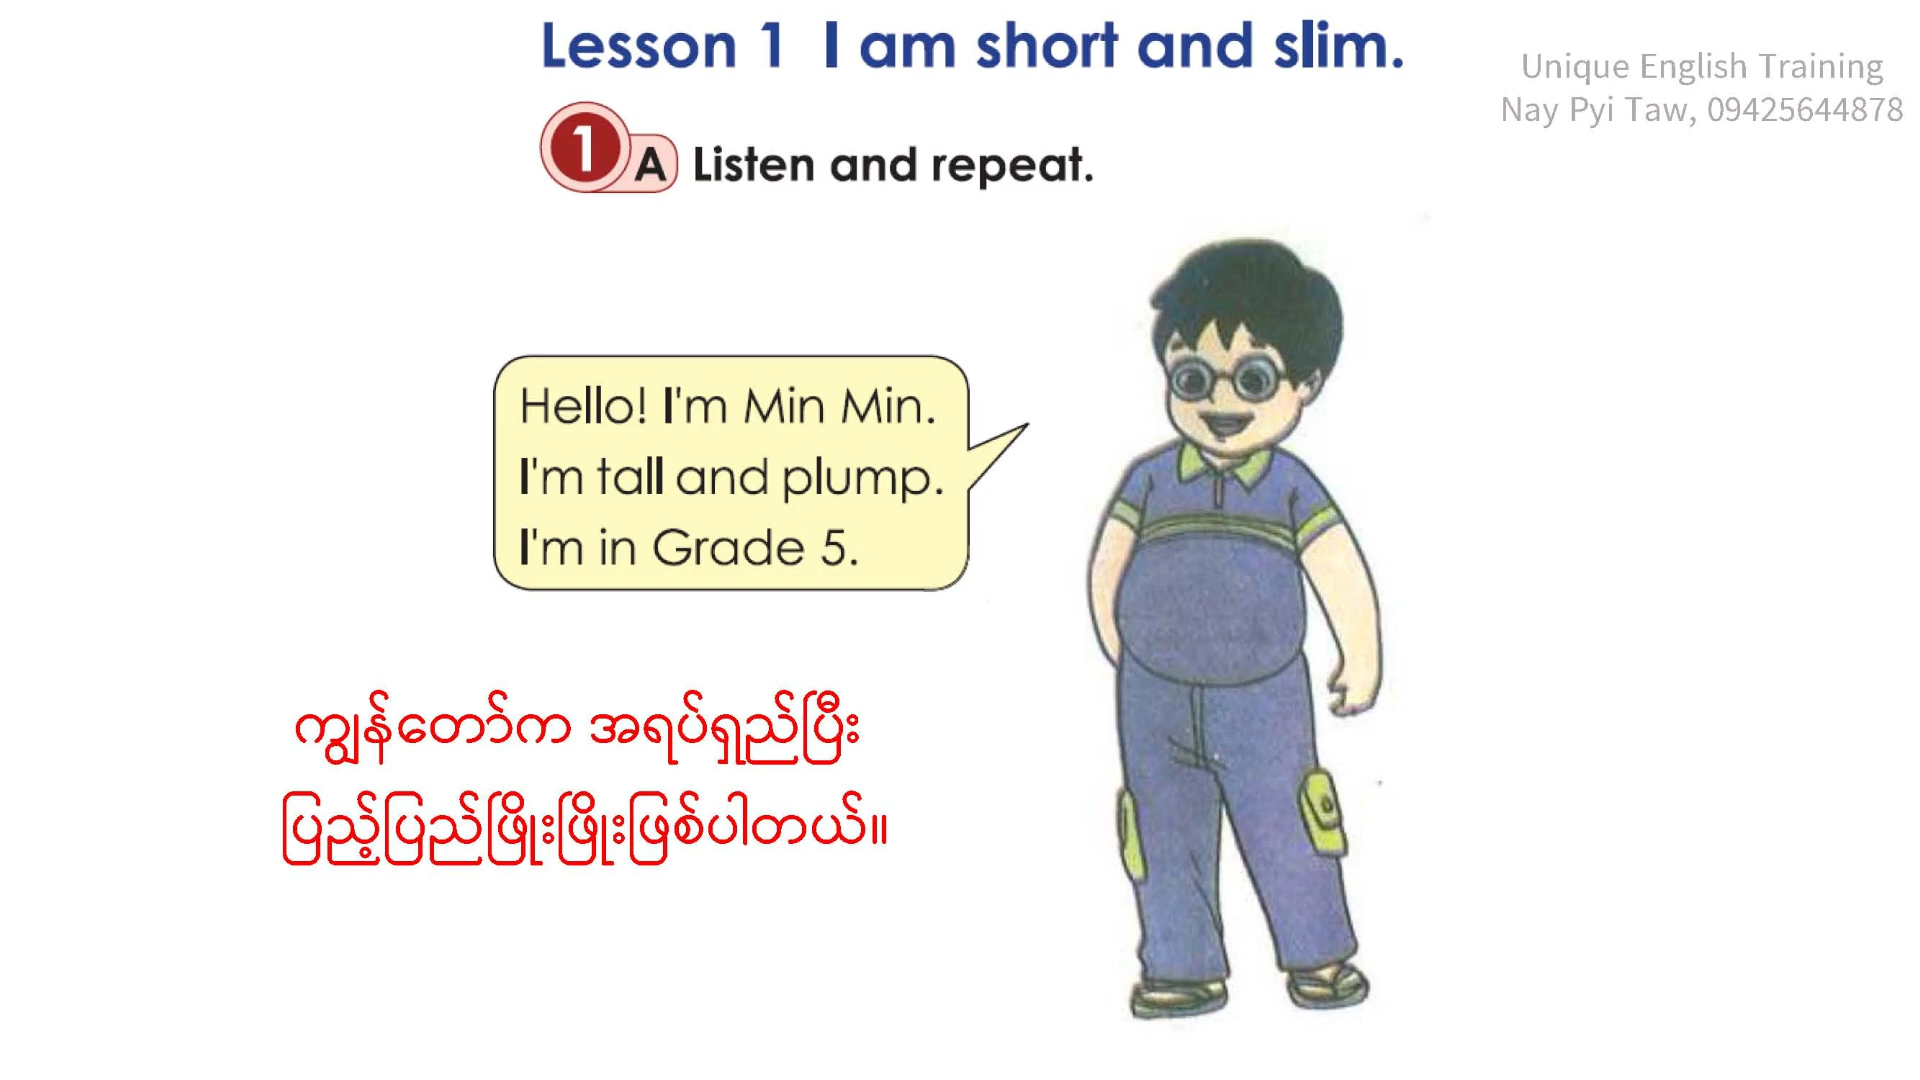 Lesson 1 I am short and slim.
Unique English Training
Nay Pyi Taw, 09425644878
1 A Listen and repeat.
Hello! I'm Min Min.
I'm tall and plump.
I'm in Grade 5.
ကျွန်တော်က အရပ်ရှည်ပြီး
ပြည့်ပြည်ဖြိုးဖြိုးဖြစ်ပါတယ်။